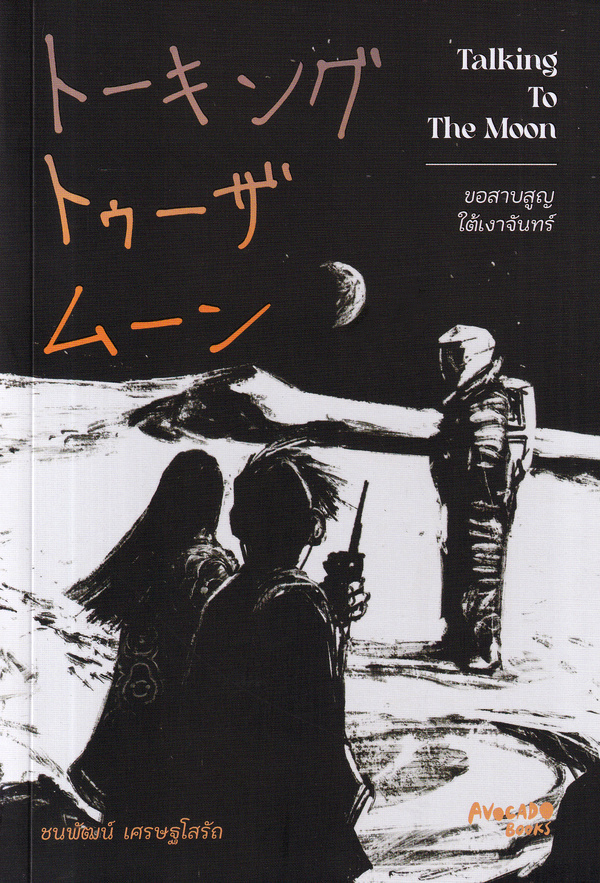 トーキング
トゥーザ
ムーン
Talking
To
The Moon
ขอสาบสูญ
ใต้เงาจันทร์
ชนพัฒน์ เศรษฐโสรัถ
AVOCADO
BOOKS